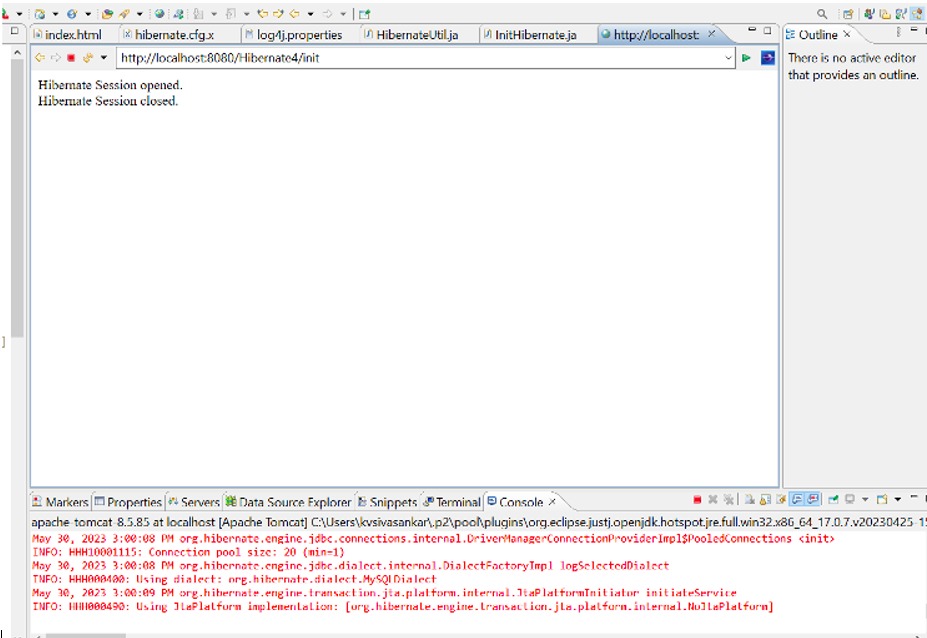 index.html
hibernate.cfg.x
log4j.properties
HibernateUtil.ja
InitHibernate.ja
http://localhost:
Outline
http://localhost:8080/Hibernate4/init
There is no active editor
that provides an outline.
Hibernate Session opened.
Hibernate Session closed.
Markers
Properties
Servers
Data Source Explorer
Snippets
Terminal
Console
apache-tomcat-8.5.85 at localhost [Apache Tomcat] C:\Users\kvsivasankar\.p2\pool\plugins\org.eclipse.justj.openjdk.hotspot.jre.full.win32.x86_64_17.0.7.v20230425-15
May 30, 2023 3:00:08 PM org.hibernate.engine.jdbc.connections.internal.DriverManagerConnectionProviderImpl$PooledConnections <init>
INFO: HHH10001115: Connection pool size: 20 (min=1)
May 30, 2023 3:00:08 PM org.hibernate.engine.jdbc.dialect.internal.DialectFactoryImpl logSelectedDialect
INFO: HHH000400: Using dialect: org.hibernate.dialect.MySQLDialect
May 30, 2023 3:00:09 PM org.hibernate.engine.transaction.jta.platform.internal.JtaPlatformInitiator initiateService
INFO: HHH000490: Using JtaPlatform implementation: [org.hibernate.engine.transaction.jta.platform.internal.NoJtaPlatform]